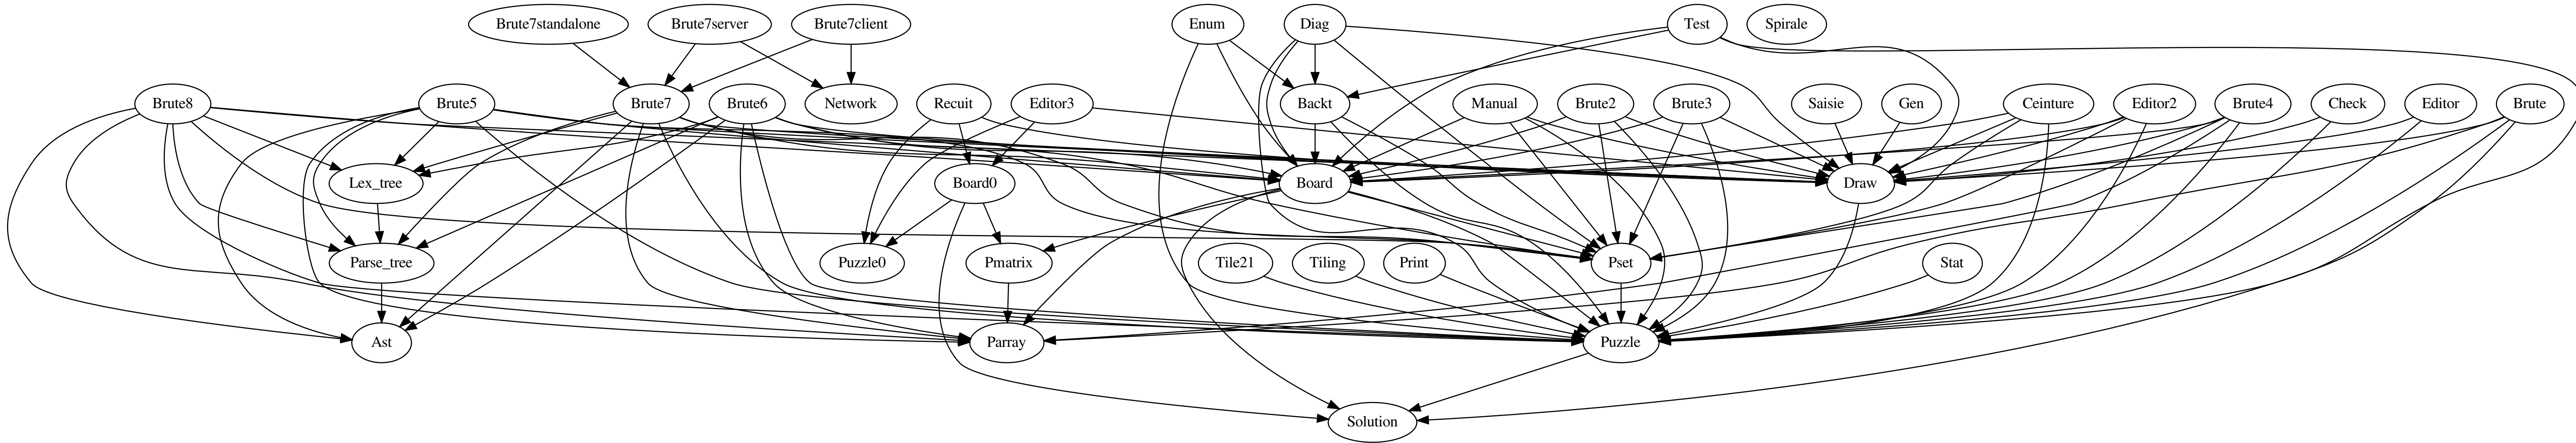 Brute7standalone
Brute7server
Brute7client
Enum
Diag
Test
Spirale
Brute8
Brute5
Brute7
Brute6
Network
Recuit
Editor3
Backt
Manual
Brute2
Brute3
Saisie
Gen
Ceinture
Editor2
Brute4
Check
Editor
Brute
Lex_tree
Board0
Board
Draw
Parse_tree
Puzzle0
Pmatrix
Tile21
Tiling
Print
Pset
Stat
Ast
Parray
Puzzle
Solution